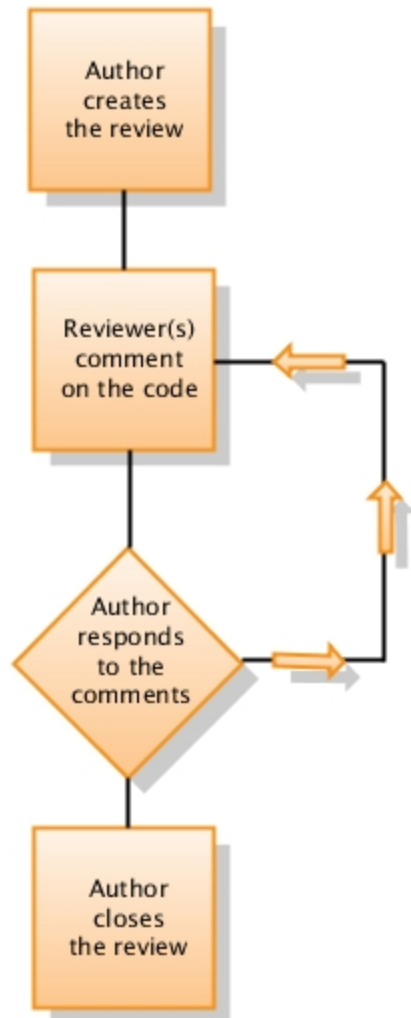 Author
creates
the review
Reviewer(s)
comment
on the code
Author
responds
to the
comments
Author
closes
the review